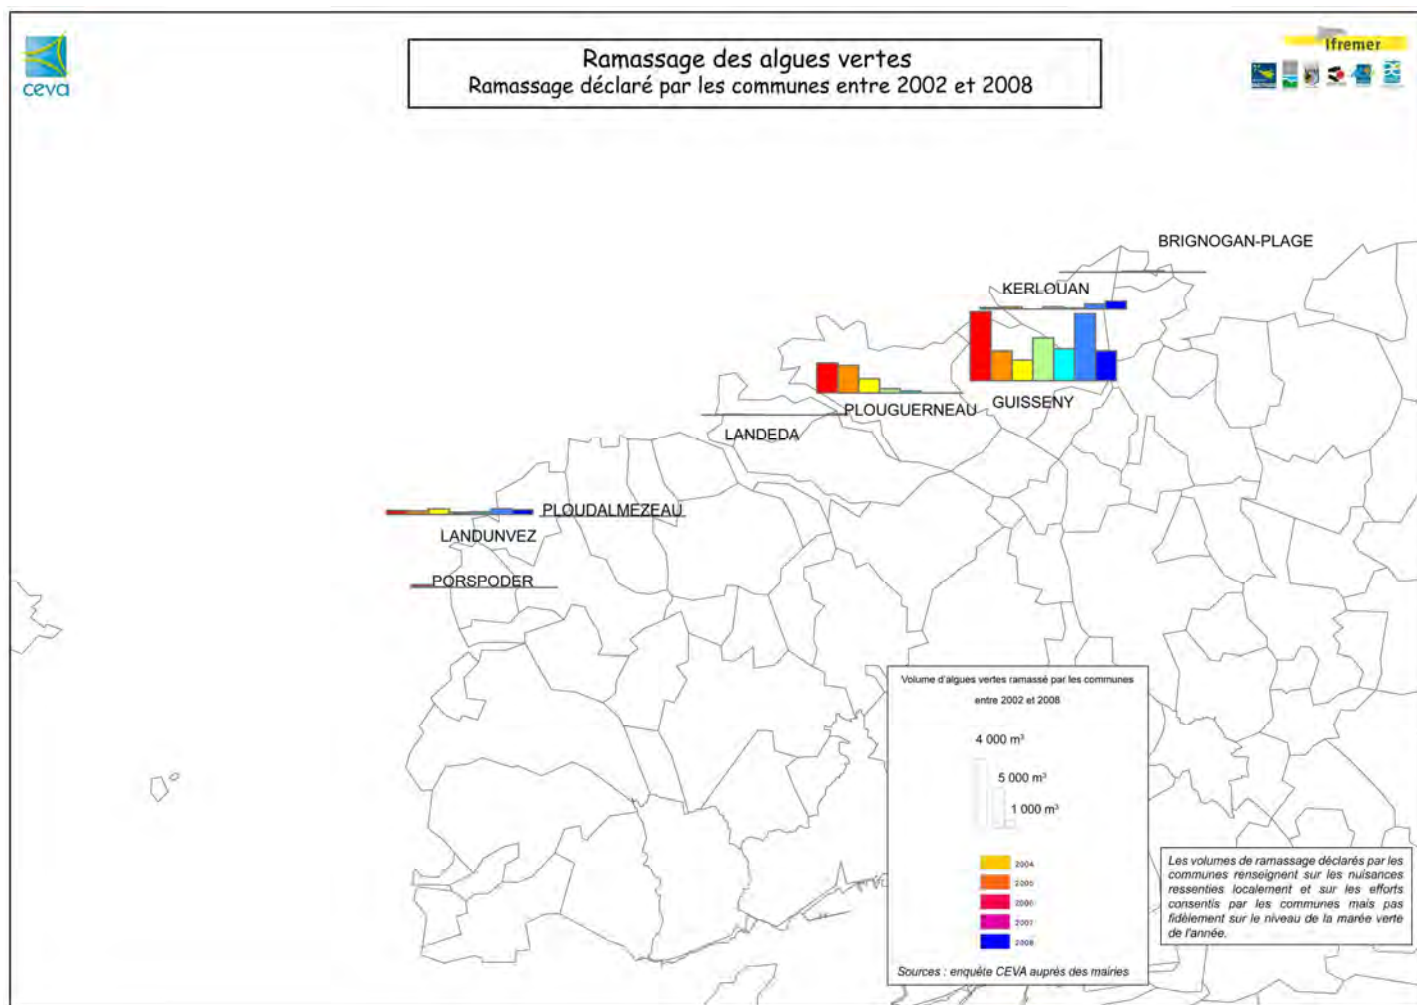 ceva
Ramassage des algues vertes
Ramassage déclaré par les communes entre 2002 et 2008
Ifremer
BRIGNOGAN-PLAGE
KERLOUAN
PLOUGUERNEAU
GUISSENY
LANDEDA
PLOUDALMEZEAU
LANDUNVEZ
PORSPODER
Volume d'algues vertes ramassé par les communes
entre 2002 et 2008
4 000 m³
5 000 m³
1 000 m³
2004
2005
2006
2007
2008
Sources : enquête CEVA auprès des mairies
Les volumes de ramassage déclarés par les
communes renseignent sur les nuisances
ressenties localement et sur les efforts
consentis par les communes mais pas
fidèlement sur le niveau de la marée verte
de l'année.